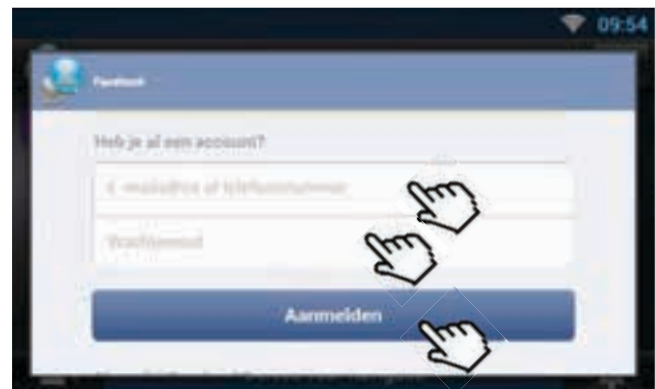 09:54
Facebook
Heb je al een account?
E-mailadres of telefoonnummer
Wachtwoord
Aanmelden